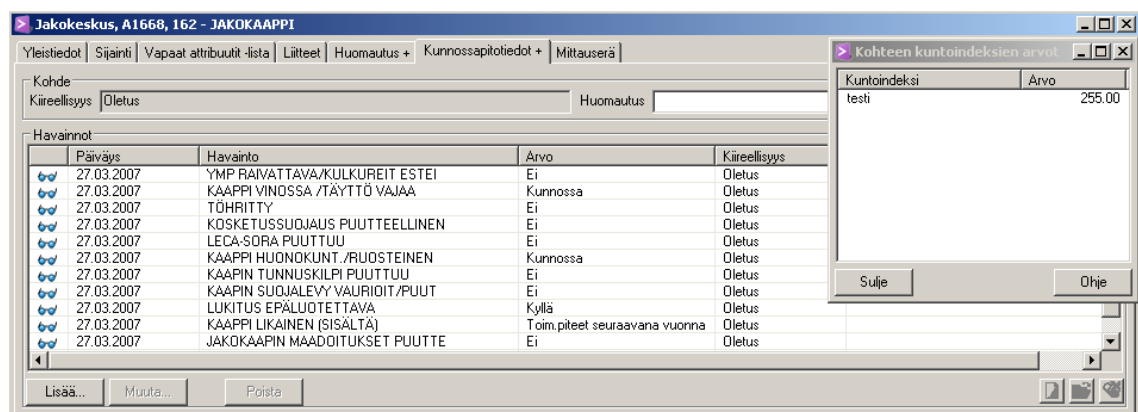 Jakokeskus, A1668, 162 - JAKOKAAPPI
Yleistiedot Sijainti Vapaat attribuutit -lista Liitteet Huomautus + Kunnossapitotiedot + Mittauserä
Kohde
Kiireellisyys Oletus Huomautus
Havainnot
Päiväys Havainto Arvo Kiireellisyys
27.03.2007 YMP RAIVATTAVA/KULKUREIT ESTEI Ei Oletus
27.03.2007 KAAPPI VINOSSA /TÄYTTÖ VAJAA Kunnossa Oletus
27.03.2007 TÖHRITTY Ei Oletus
27.03.2007 KOSKETUSSUOJAUS PUUTTEELLINEN Ei Oletus
27.03.2007 LECA-SORA PUUTTUU Ei Oletus
27.03.2007 KAAPPI HUONOKUNT./RUOSTEINEN Kunnossa Oletus
27.03.2007 KAAPIN TUNNUSKILPI PUUTTUU Ei Oletus
27.03.2007 KAAPIN SUOJALEVY VAURIOIT/PUUT Ei Oletus
27.03.2007 LUKITUS EPÄLUOTETTAVA Kyllä Oletus
27.03.2007 KAAPPI LIKAINEN (SISÄLTÄ) Toim.piteet seuraavana vuonna Oletus
27.03.2007 JAKOKAAPIN MAADOITUKSET PUUTTE Ei Oletus
Lisää... Muuta... Poista
Kohteen kuntoindeksien arvot
Kuntoindeksi Arvo
testi 255.00
Sulje Ohje